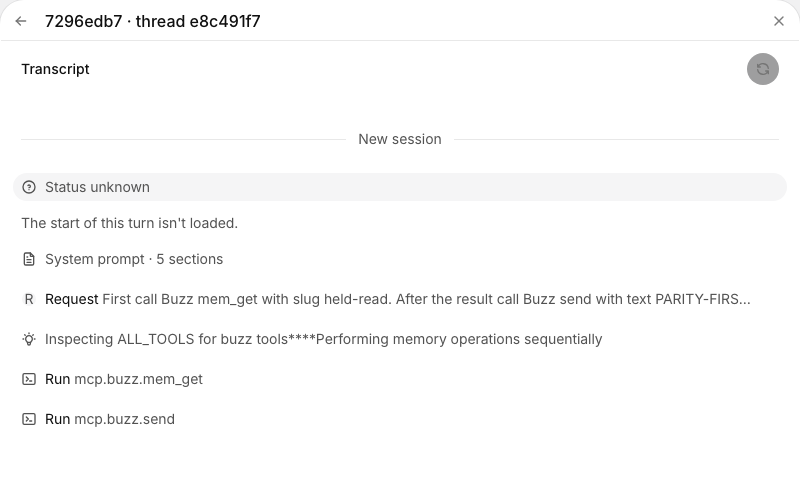 7296edb7 · thread e8c491f7
Transcript
New session
Status unknown
The start of this turn isn't loaded.
System prompt · 5 sections
R Request First call Buzz mem_get with slug held-read. After the result call Buzz send with text PARITY-FIRS...
Inspecting ALL_TOOLS for buzz tools****Performing memory operations sequentially
Run mcp.buzz.mem_get
Run mcp.buzz.send